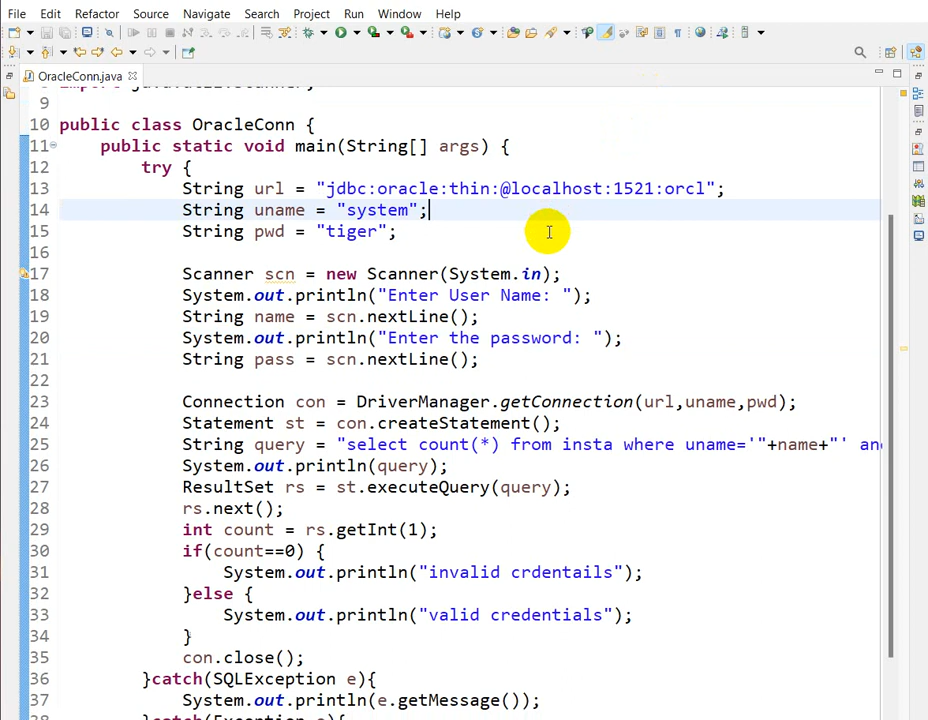 File Edit Refactor Source Navigate Search Project Run Window Help
OracleConn.java
9
10 public class OracleConn {
11 public static void main(String[] args) {
12 try {
13 String url = "jdbc:oracle:thin:@localhost:1521:orcl";
14 String uname = "system";
15 String pwd = "tiger";
16
17 Scanner scn = new Scanner(System.in);
18 System.out.println("Enter User Name: ");
19 String name = scn.nextLine();
20 System.out.println("Enter the password: ");
21 String pass = scn.nextLine();
22
23 Connection con = DriverManager.getConnection(url,uname,pwd);
24 Statement st = con.createStatement();
25 String query = "select count(*) from insta where uname='"+name+"' and
26 System.out.println(query);
27 ResultSet rs = st.executeQuery(query);
28 rs.next();
29 int count = rs.getInt(1);
30 if(count==0) {
31 System.out.println("invalid crdentails");
32 }else {
33 System.out.println("valid credentials");
34 }
35 con.close();
36 }catch(SQLException e){
37 System.out.println(e.getMessage());
38 }catch(Exception e){